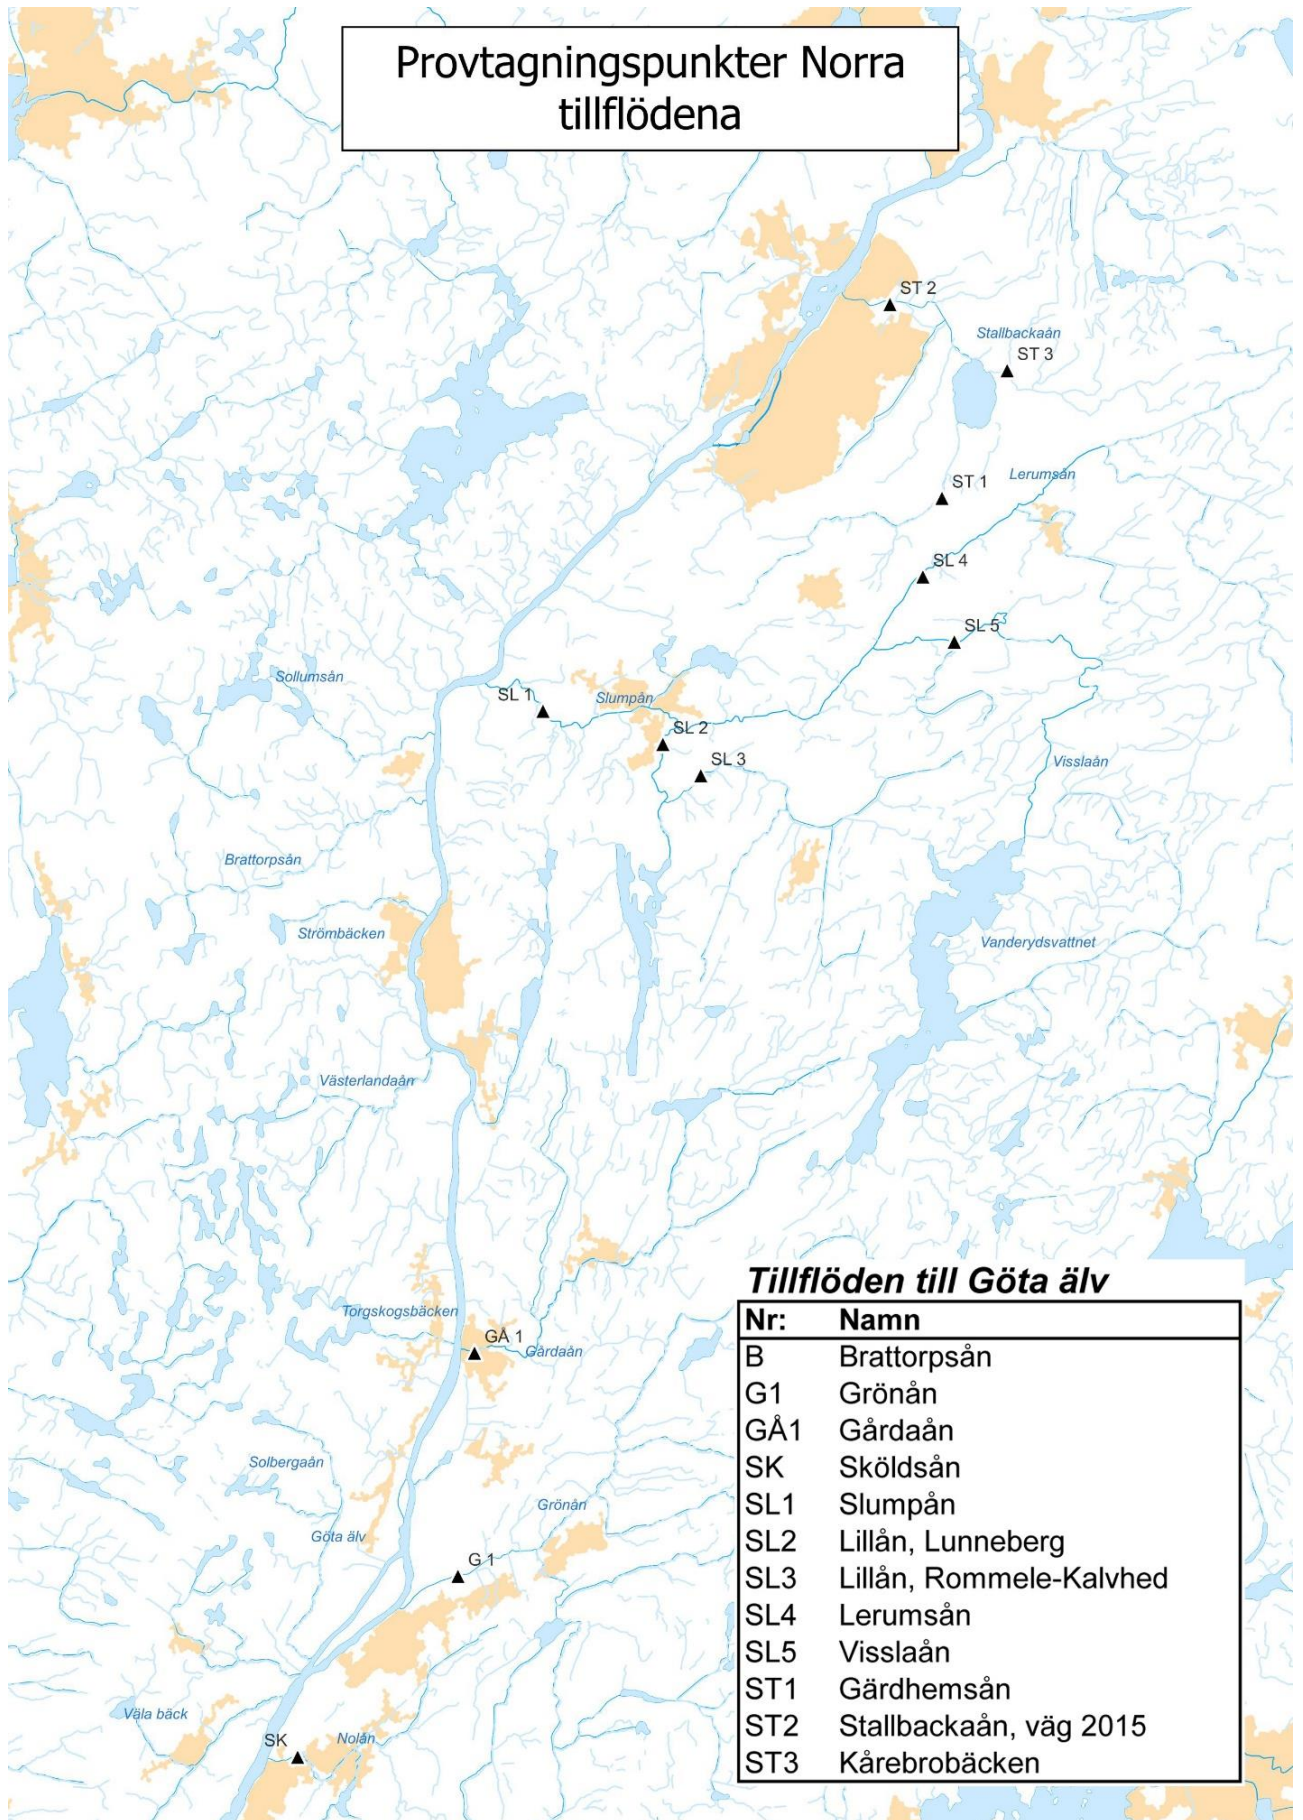 Provtagningspunkter Norra
tillflödena
ST 2
Stallbackaån
ST 3
Lerumsån
ST 1
SL 4
SL 5
Sollumsån
SL 1
Slumpån
SL 2
SL 3
Visslaån
Brattorpsån
Strömbäcken
Vanderydsvattnet
Västerlandaån
Torgskogsbäcken
GÅ 1
Gårdaån
Solbergaån
Grönån
Göta älv
G 1
Väla bäck
SK
Nolån
Tillflöden till Göta älv
Nr: Namn
B Brattorpsån
G1 Grönån
GÅ1 Gårdaån
SK Sköldsån
SL1 Slumpån
SL2 Lillån, Lunneberg
SL3 Lillån, Rommele-Kalvhed
SL4 Lerumsån
SL5 Visslaån
ST1 Gärdhemsån
ST2 Stallbackaån, väg 2015
ST3 Kårebrobäcken